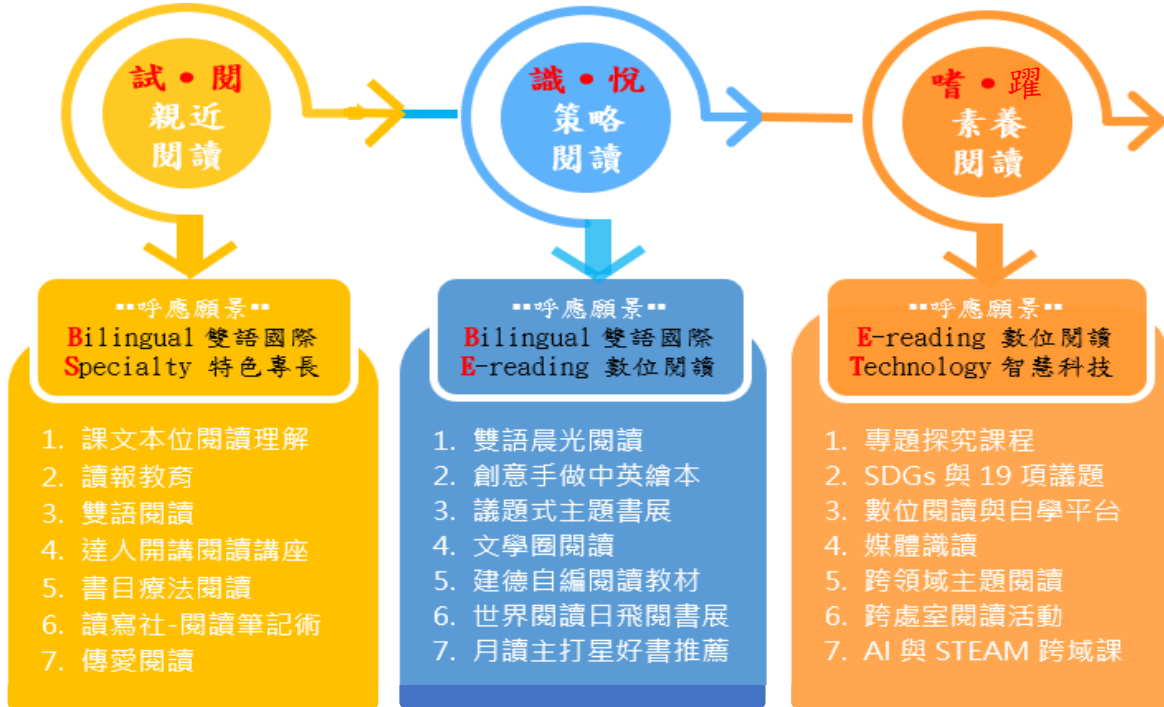 試•閱
親近
閱讀
▪▪呼應願景▪▪
Bilingual 雙語國際
Specialty 特色專長
1. 課文本位閱讀理解
2. 讀報教育
3. 雙語閱讀
4. 達人開講閱讀講座
5. 書目療法閱讀
6. 讀寫社-閱讀筆記術
7. 傳愛閱讀
識•悅
策略
閱讀
▪▪呼應願景▪▪
Bilingual 雙語國際
E-reading 數位閱讀
1. 雙語晨光閱讀
2. 創意手做中英繪本
3. 議題式主題書展
4. 文學圈閱讀
5. 建德自編閱讀教材
6. 世界閱讀日飛閱書展
7. 月讀主打星好書推薦
嗜•躍
素養
閱讀
▪▪呼應願景▪▪
E-reading 數位閱讀
Technology 智慧科技
1. 專題探究課程
2. SDGs 與 19 項議題
3. 數位閱讀與自學平台
4. 媒體識讀
5. 跨領域主題閱讀
6. 跨處室閱讀活動
7. AI 與 STEAM 跨域課